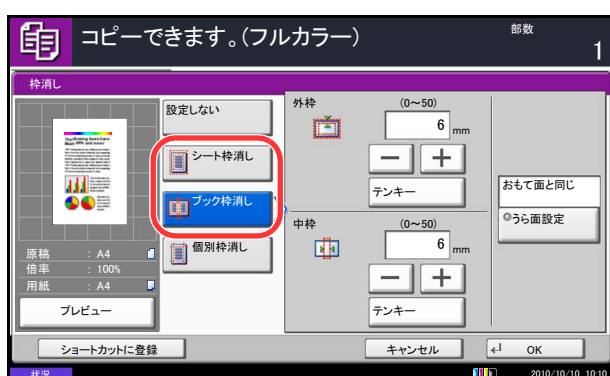 コピーできます。(フルカラー)
部数
1
枠消し
設定しない
シート枠消し
ブック枠消し
個別枠消し
外枠
(0~50)
6 mm
テンキー
中枠
(0~50)
6 mm
テンキー
おもて面と同じ
うら面設定
原稿 : A4
倍率 : 100%
用紙 : A4
プレビュー
ショートカットに登録
キャンセル
OK
状況
2010/10/10 10:10